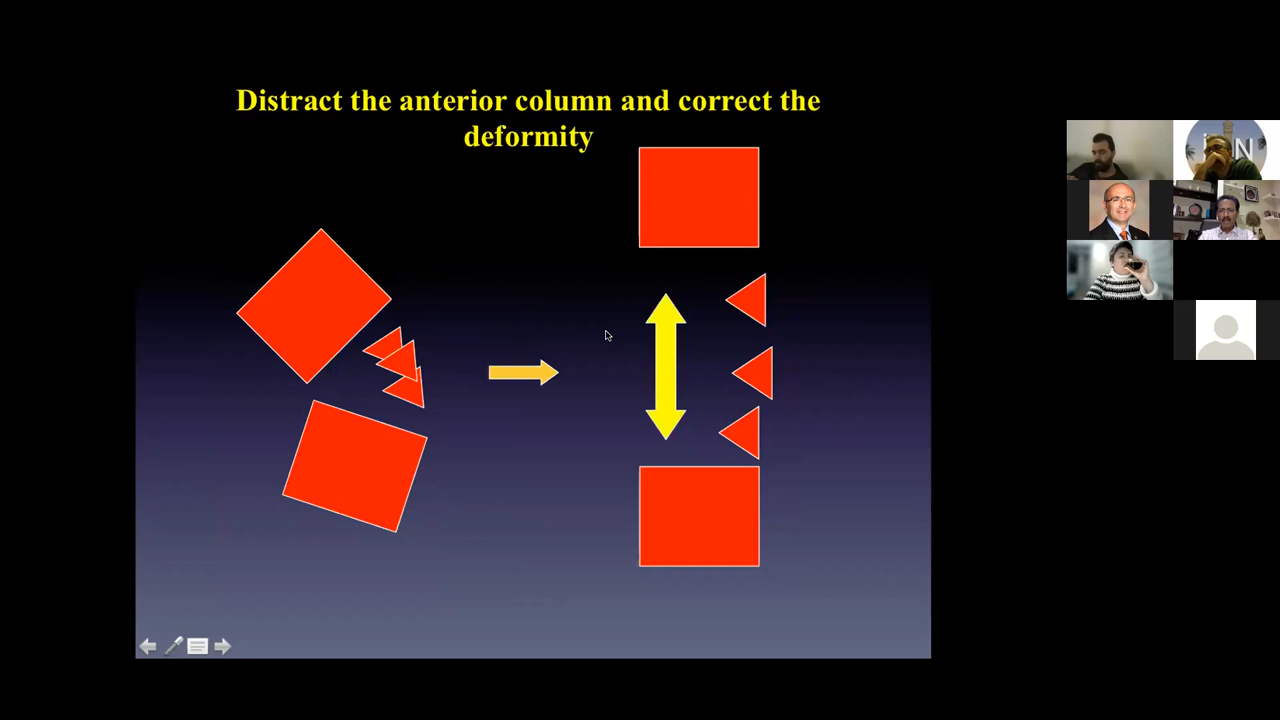 Distract the anterior column and correct the
deformity
N